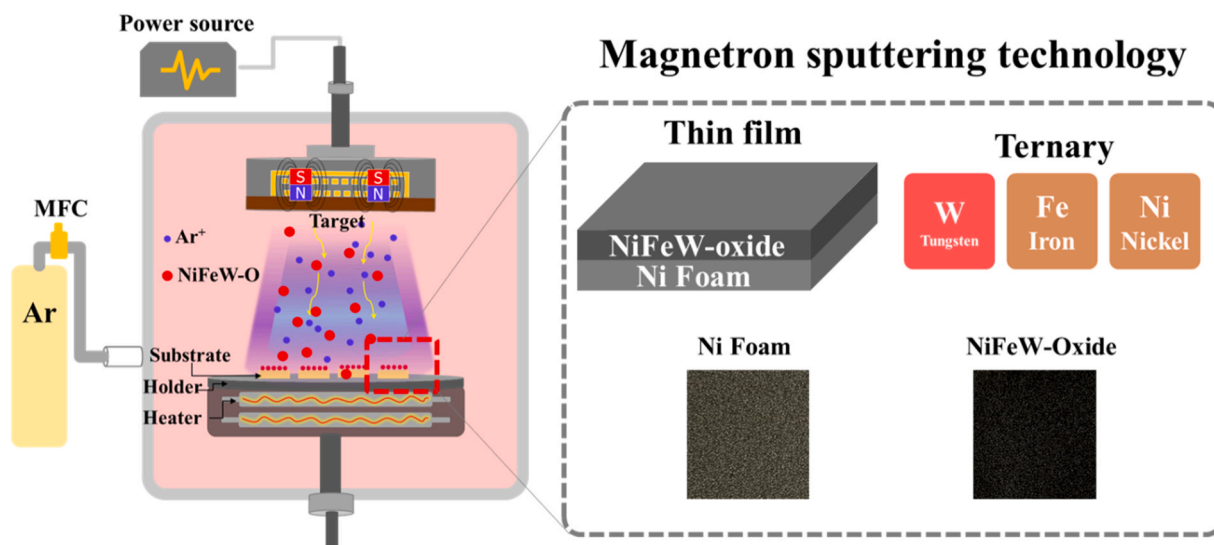 Power source
Magnetron sputtering technology
MFC
Ar
S
N
S
N
Target
Ar⁺
NiFeW-O
Substrate
Holder
Heater
Thin film
NiFeW-oxide
Ni Foam
Ternary
W
Tungsten
Fe
Iron
Ni
Nickel
Ni Foam
NiFeW-Oxide